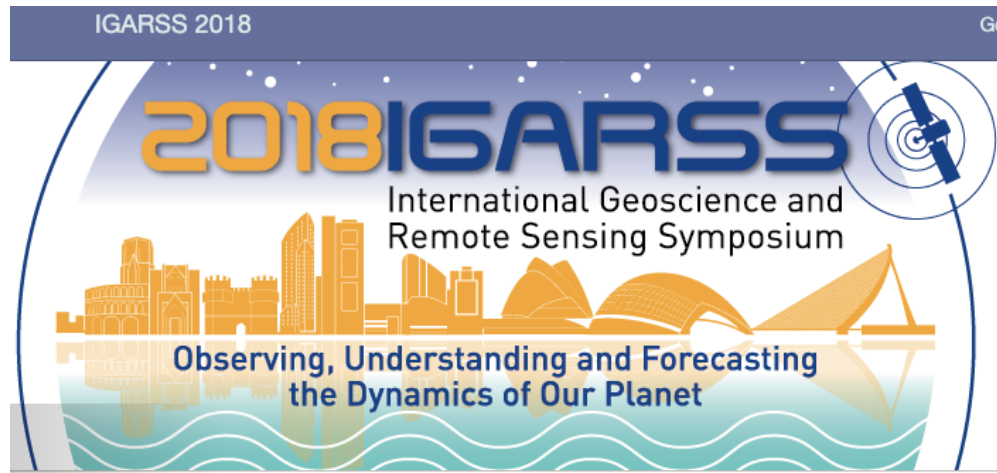 IGARSS 2018
2018IGARSS
International Geoscience and
Remote Sensing Symposium
Observing, Understanding and Forecasting
the Dynamics of Our Planet